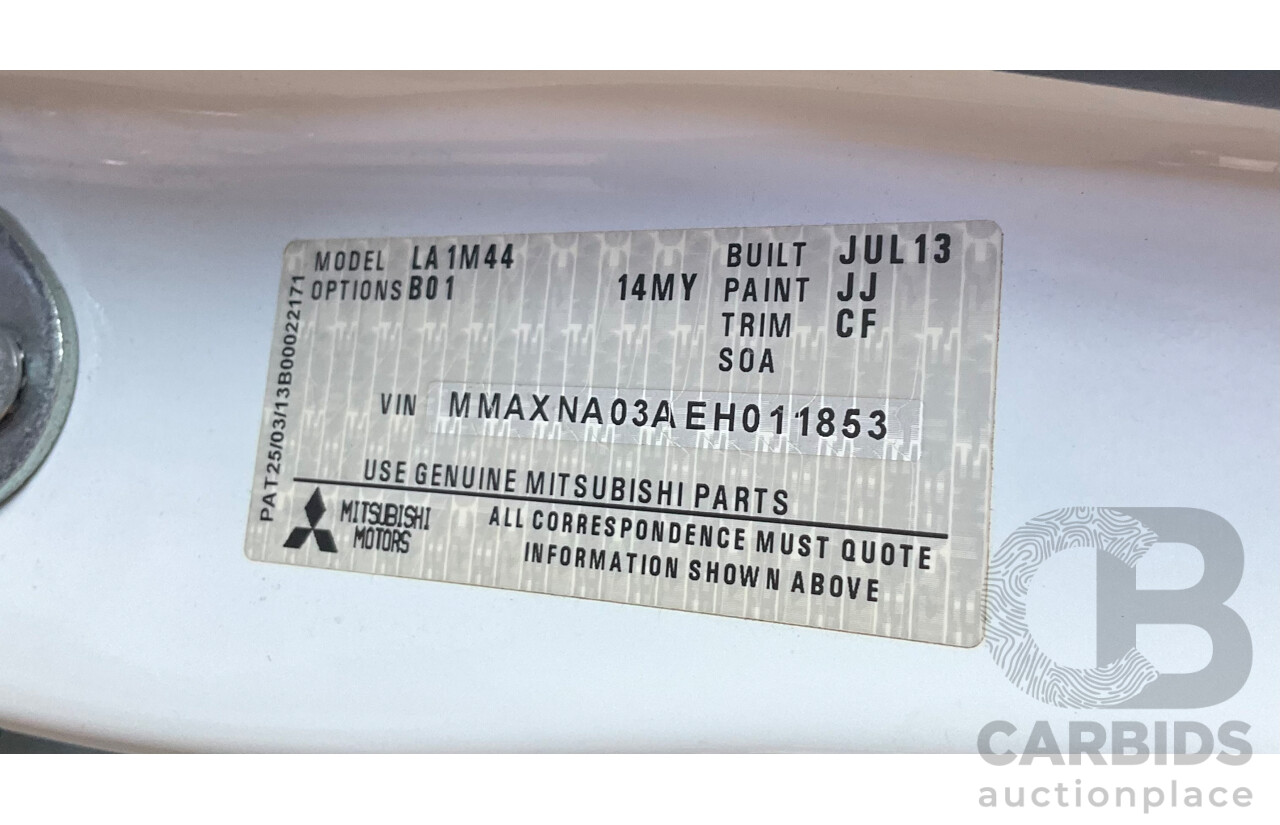 MODEL LA1M44
BUILT JUL13
OPTIONS B01 14MY
PAINT JJ
TRIM CF
SOA
PAT25/03/13B00022171
VIN MMAXNA03AEH011853
USE GENUINE MITSUBISHI PARTS
MITSUBISHI
MOTORS
ALL CORRESPONDENCE MUST QUOTE
INFORMATION SHOWN ABOVE
CB
CARBIDS
auctionplace